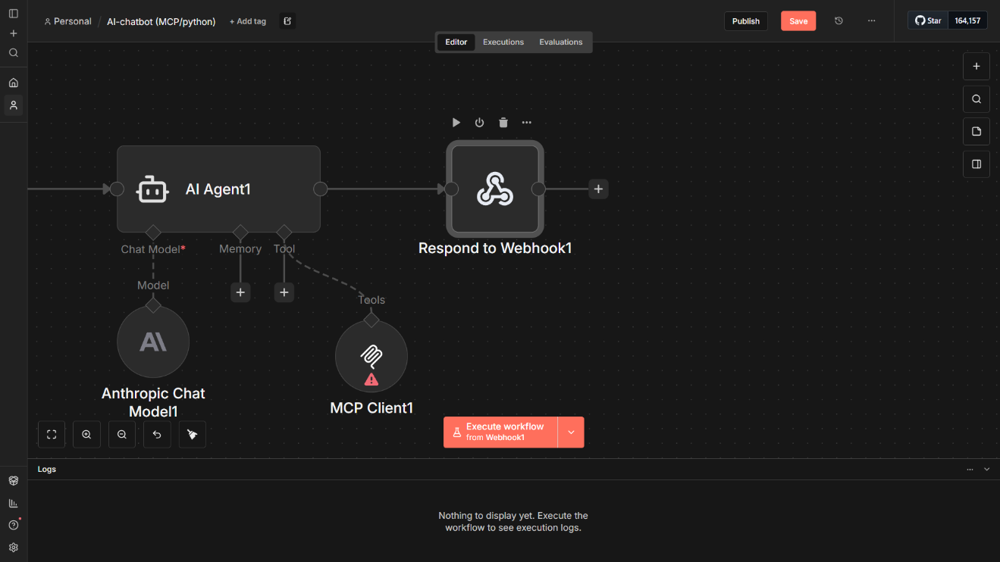 Personal / AI-chatbot (MCP/python) + Add tag
Publish
Save
Star 164,157
Editor Executions Evaluations
AI Agent1
Chat Model*
Memory
Tool
Respond to Webhook1
Model
Tools
Anthropic Chat
Model1
MCP Client1
Execute workflow
from Webhook1
Logs
Nothing to display yet. Execute the
workflow to see execution logs.